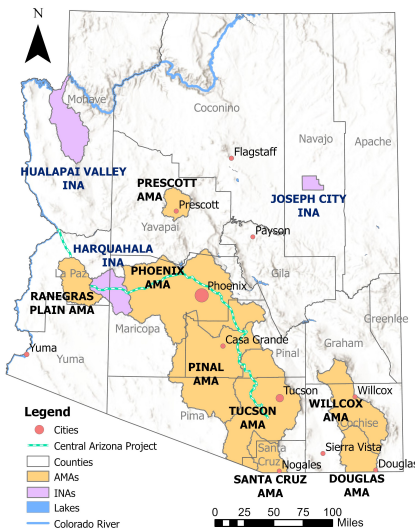 N
Mohave
Coconino
Navajo
Apache
Flagstaff
HUALAPAI VALLEY
INA
PRESCOTT
AMA
Prescott
JOSEPH CITY
INA
Yavapai
Payson
HARQUAHALA
INA
La Paz
PHOENIX
AMA
Phoenix
Gila
RANEGRAS
PLAIN AMA
Maricopa
Greenlee
Yuma
Yuma
Casa Grande
Pinal
Graham
PINAL
AMA
Tucson
Willcox
Legend
Cities
Central Arizona Project
Counties
AMAs
INAs
Lakes
Colorado River
Pima
TUCSON
AMA
WILLCOX
AMA
Cochise
Santa
Cruz
Sierra Vista
Nogales
Douglas
SANTA CRUZ
AMA
DOUGLAS
AMA
0 25 50 100
Miles